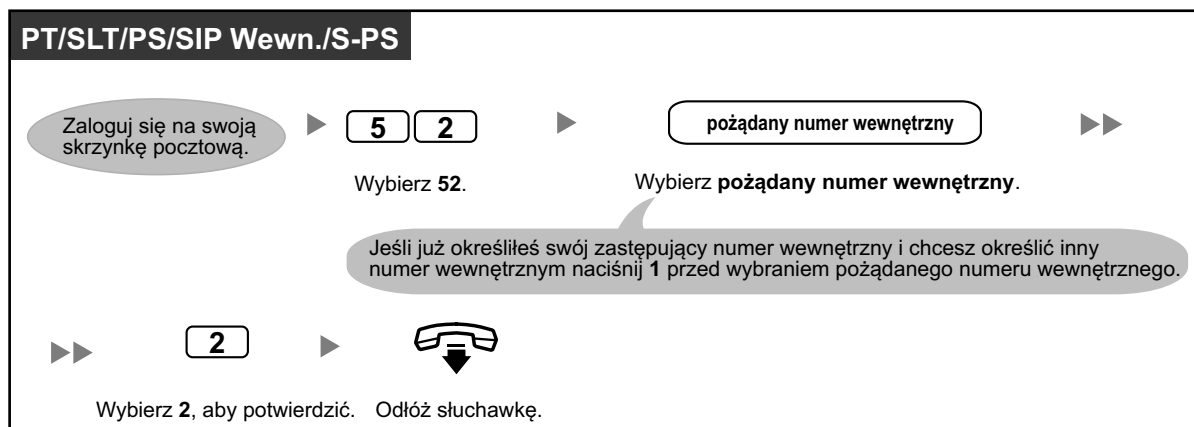 PT/SLT/PS/SIP Wewn./S-PS
Zaloguj się na swoją
skrzynkę pocztową.
5 2
pożądany numer wewnętrzny
Wybierz 52.
Wybierz pożądany numer wewnętrzny.
Jeśli już określiłeś swój zastępujący numer wewnętrzny i chcesz określić inny
numer wewnętrznym naciśnij 1 przed wybraniem pożądanego numeru wewnętrznego.
2
Wybierz 2, aby potwierdzić.
Odłóż słuchawkę.